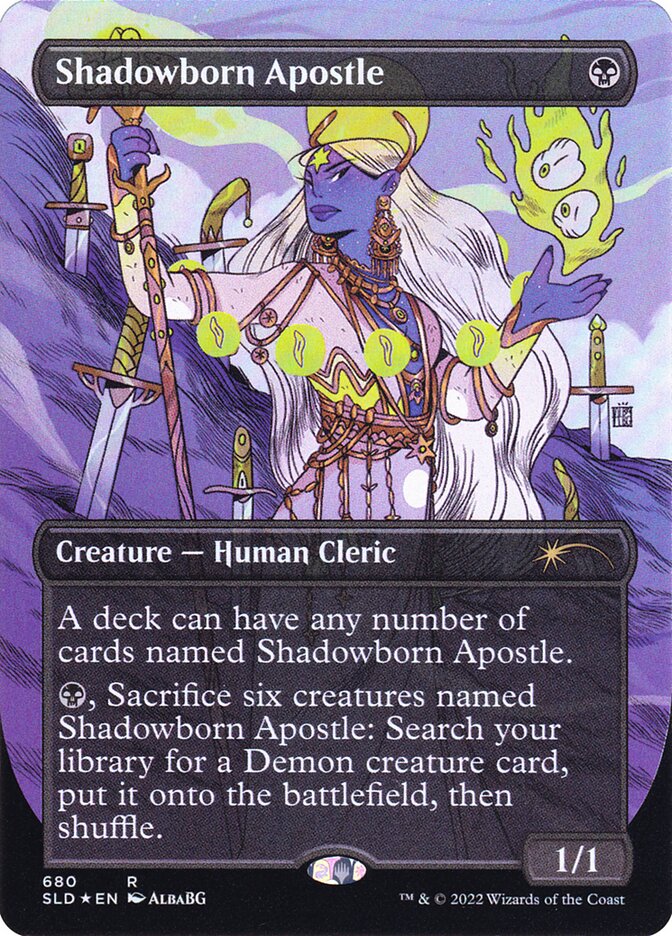 Shadowborn Apostle
Creature — Human Cleric
A deck can have any number of
cards named Shadowborn Apostle.
, Sacrifice six creatures named
Shadowborn Apostle: Search your
library for a Demon creature card,
put it onto the battlefield, then
shuffle.
1/1
680 R
SLD ★ EN AlbaBG
™ & © 2022 Wizards of the Coast